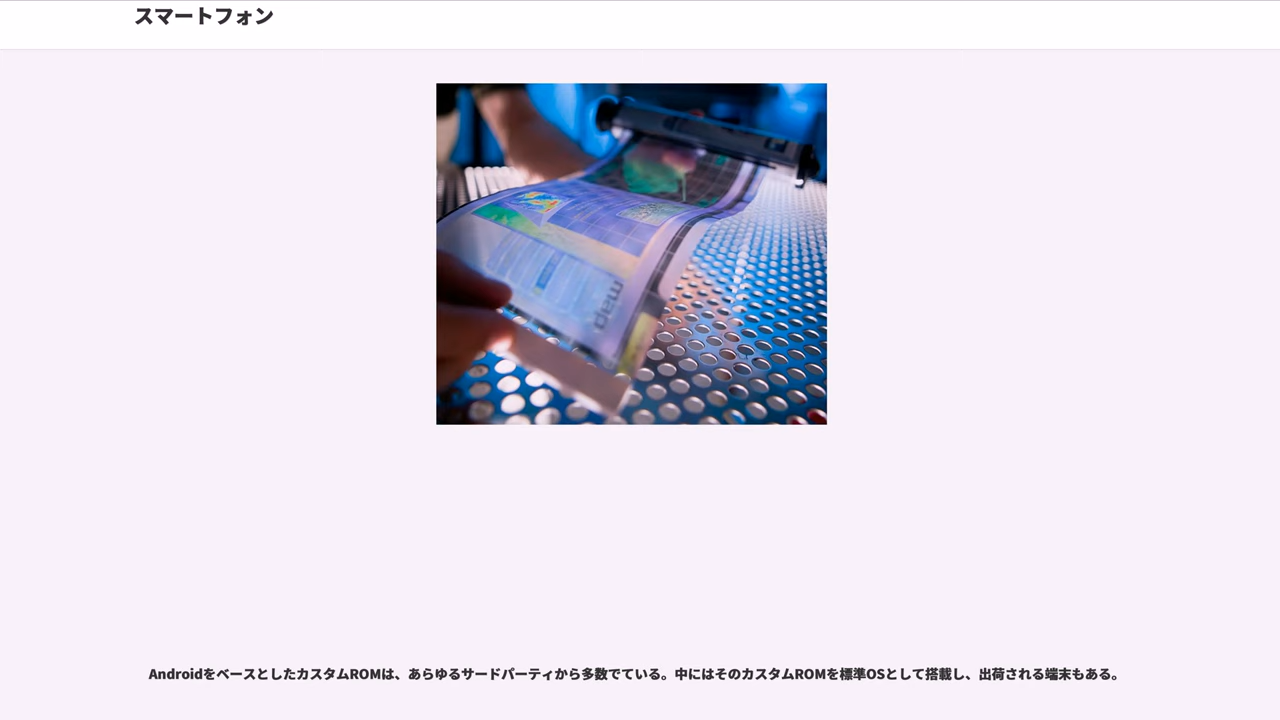 スマートフォン
map
AndroidをベースとしたカスタムROMは、あらゆるサードパーティから多数でている。中にはそのカスタムROMを標準OSとして搭載し、出荷される端末もある。